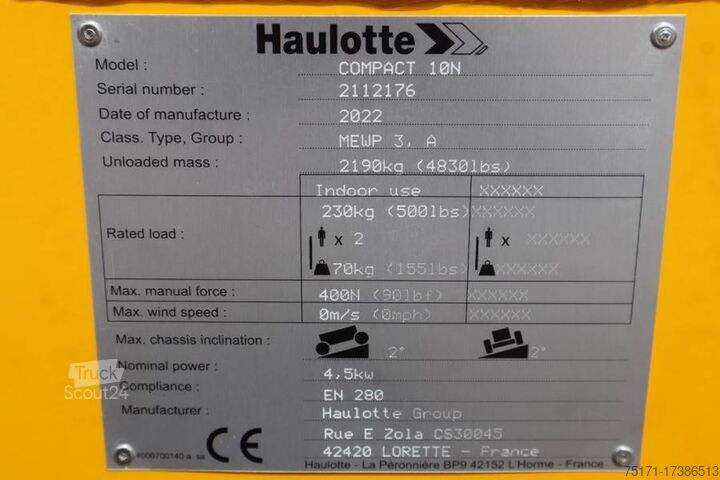 Haulotte
Model : COMPACT 10N
Serial number : 2112176
Date of manufacture : 2022
Class. Type, Group : MEWP 3, A
Unloaded mass : 2190kg (4830lbs)
Indoor use XXXXXX
230kg (500lbs) XXXXXX
Rated load : x 2 x XXXXXX
70kg (155lbs) XXXXXX
Max. manual force : 400N (90lbf) XXXXXX
Max. wind speed : 0m/s (0mph) XXXXXX
Max. chassis inclination : 2° 2°
Nominal power : 4,5kw
Compliance : EN 280
Manufacturer : Haulotte Group
Rue E Zola CS30045
42420 LORETTE - France
4000700140 a sa CE
Haulotte - La Péronnière BP9 42152 L'Horme - France
Truck
Scout24
75171-17386513